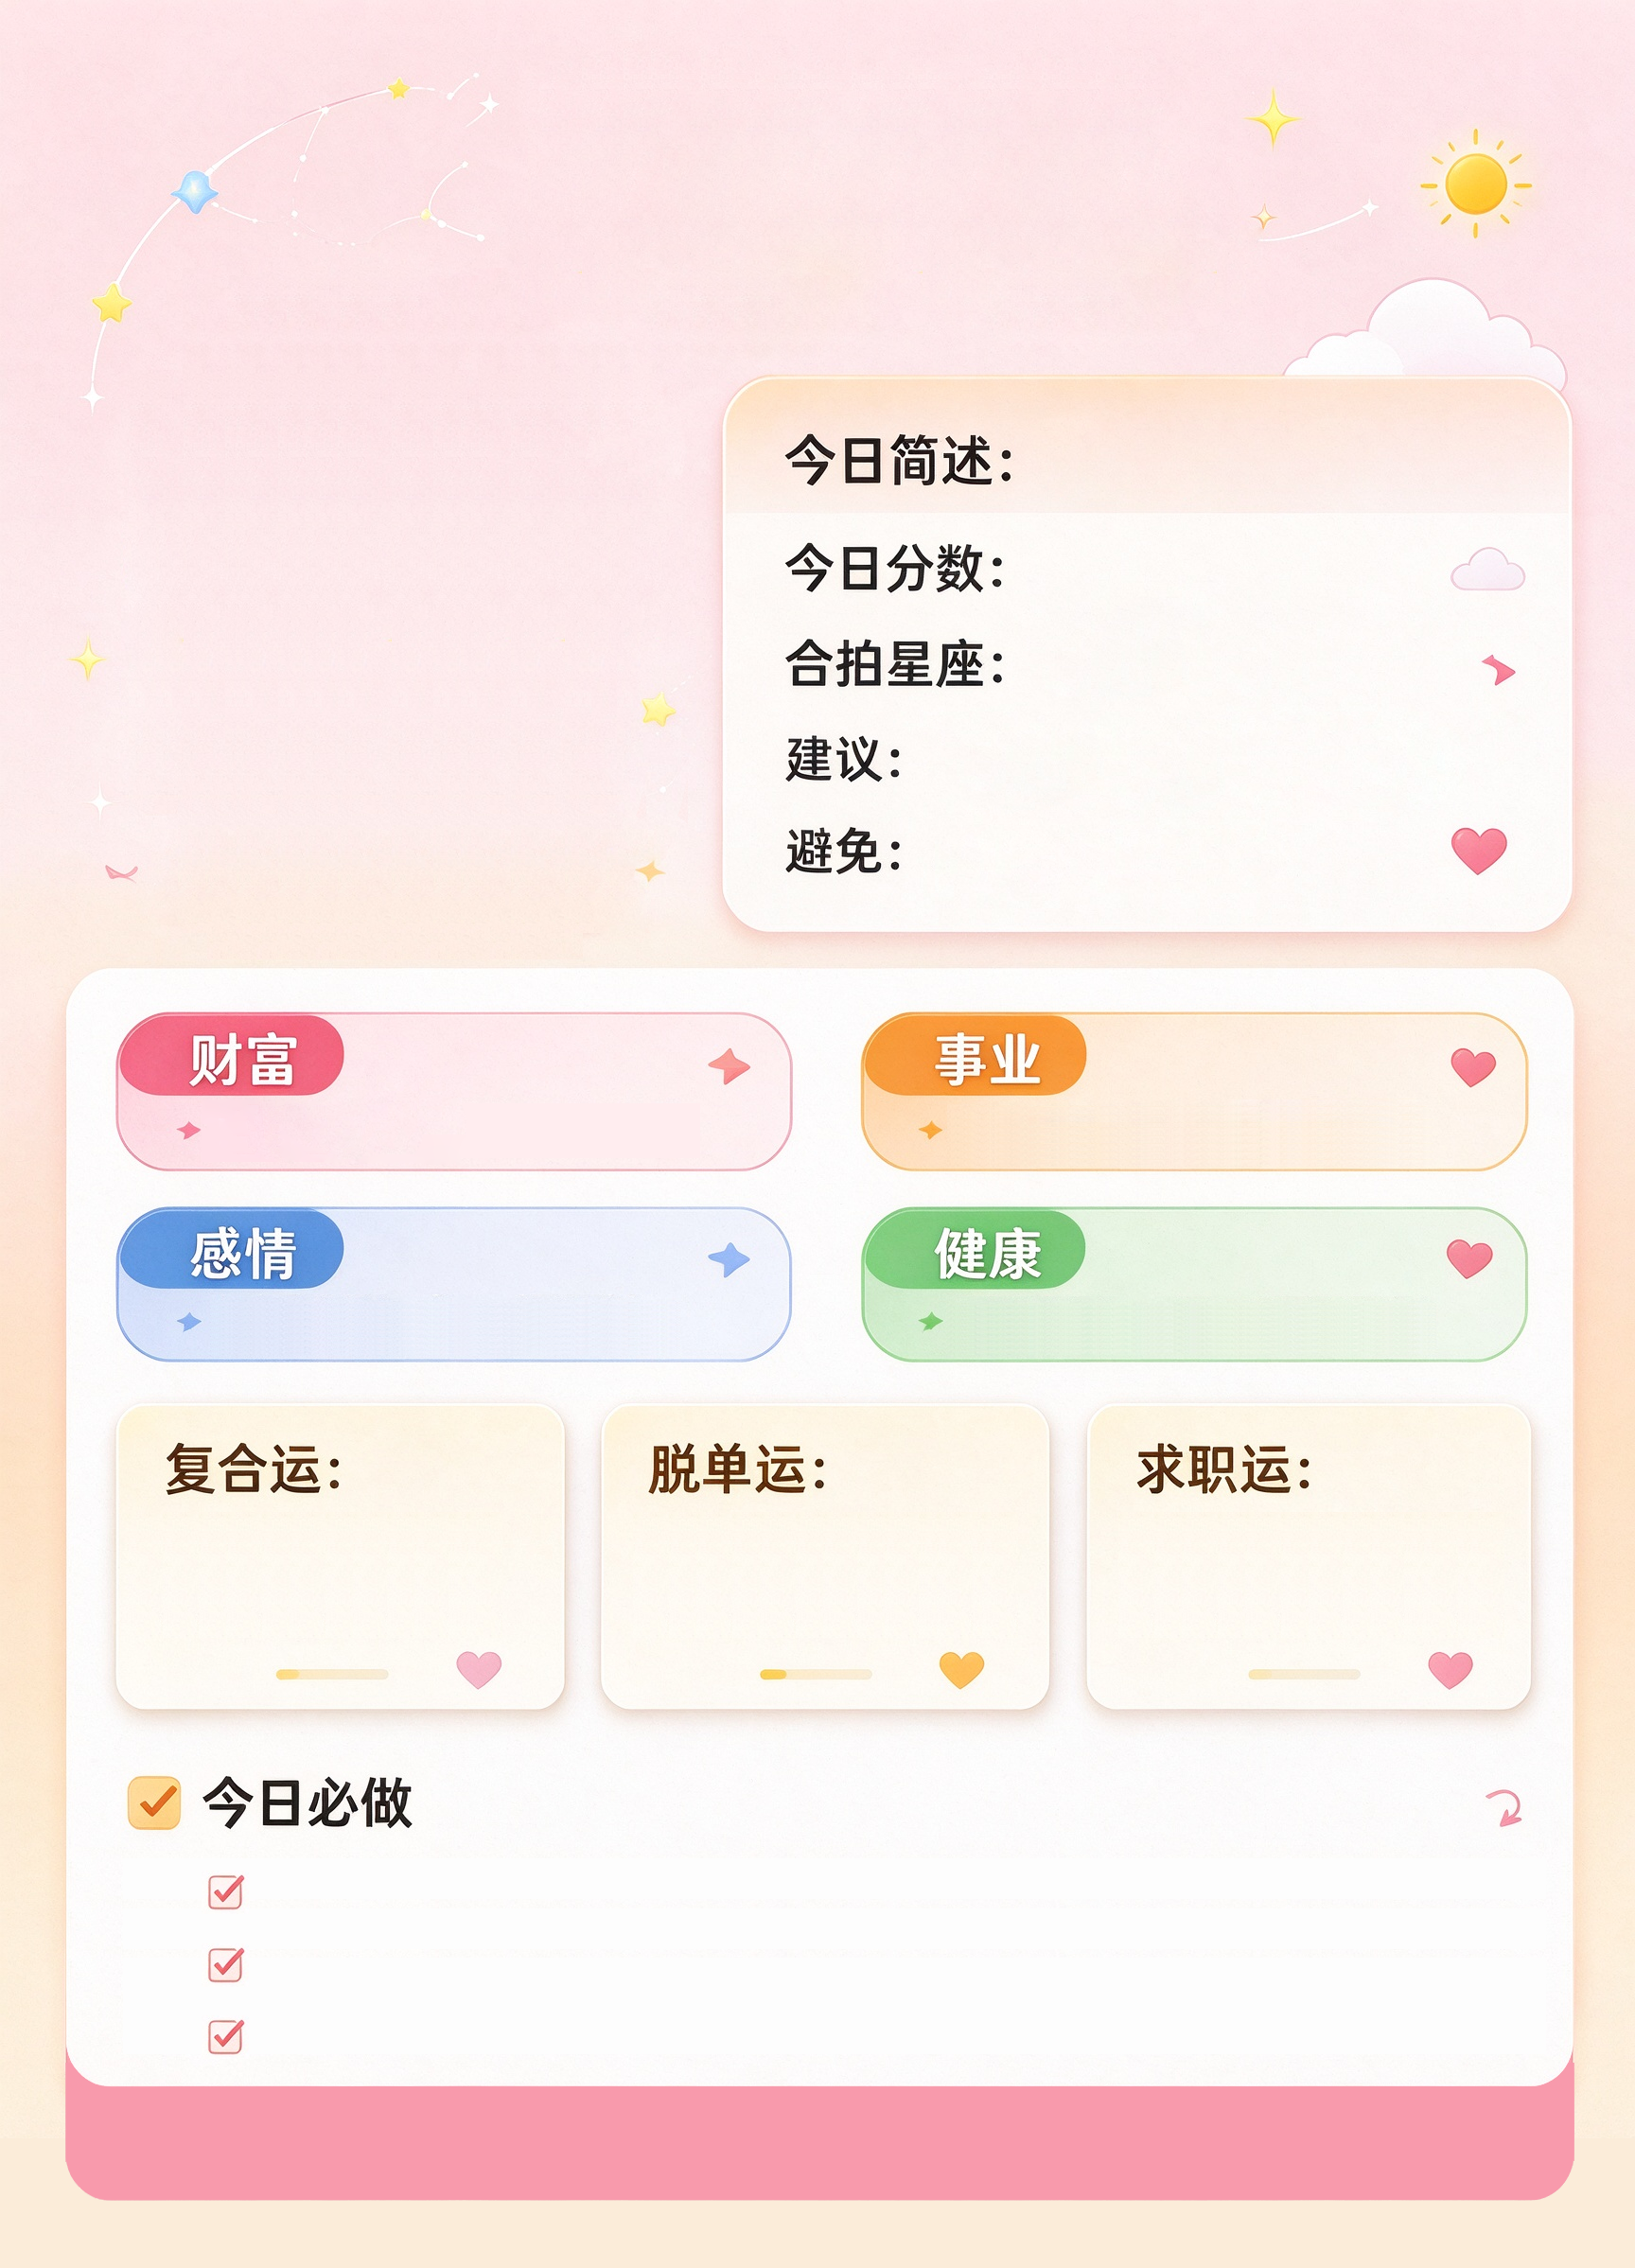 今日简述：
今日分数：
合拍星座：
建议：
避免：
财富
事业
感情
健康
复合运：
脱单运：
求职运：
今日必做